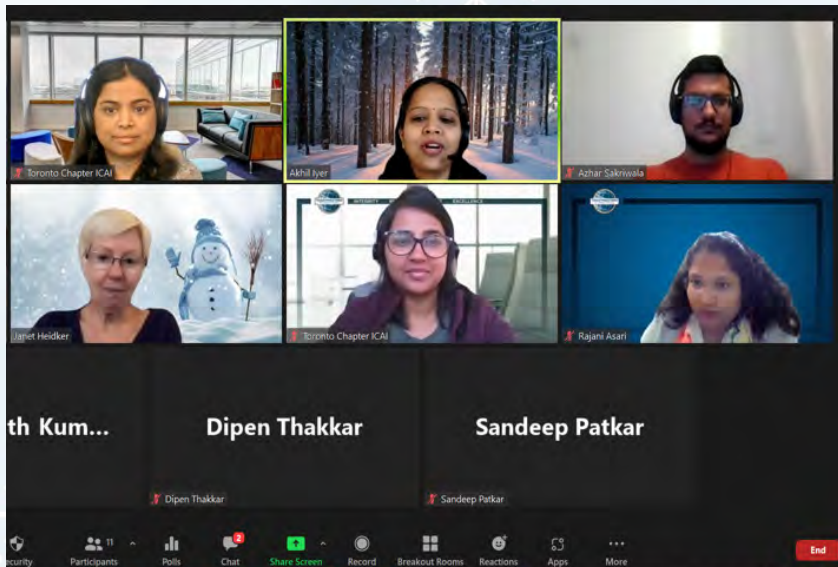 Toronto Chapter ICAI
Akhil Iyer
Azhar Sakriwala
INTEGRITY
EXCELLENCE
Janet Heidker
Toronto Chapter ICAI
Rajani Asari
th Kum...
Dipen Thakkar
Sandeep Patkar
Dipen Thakkar
Sandeep Patkar
ecurity
Participants
11
Polls
Chat
2
Share Screen
Record
Breakout Rooms
Reactions
Apps
More
End